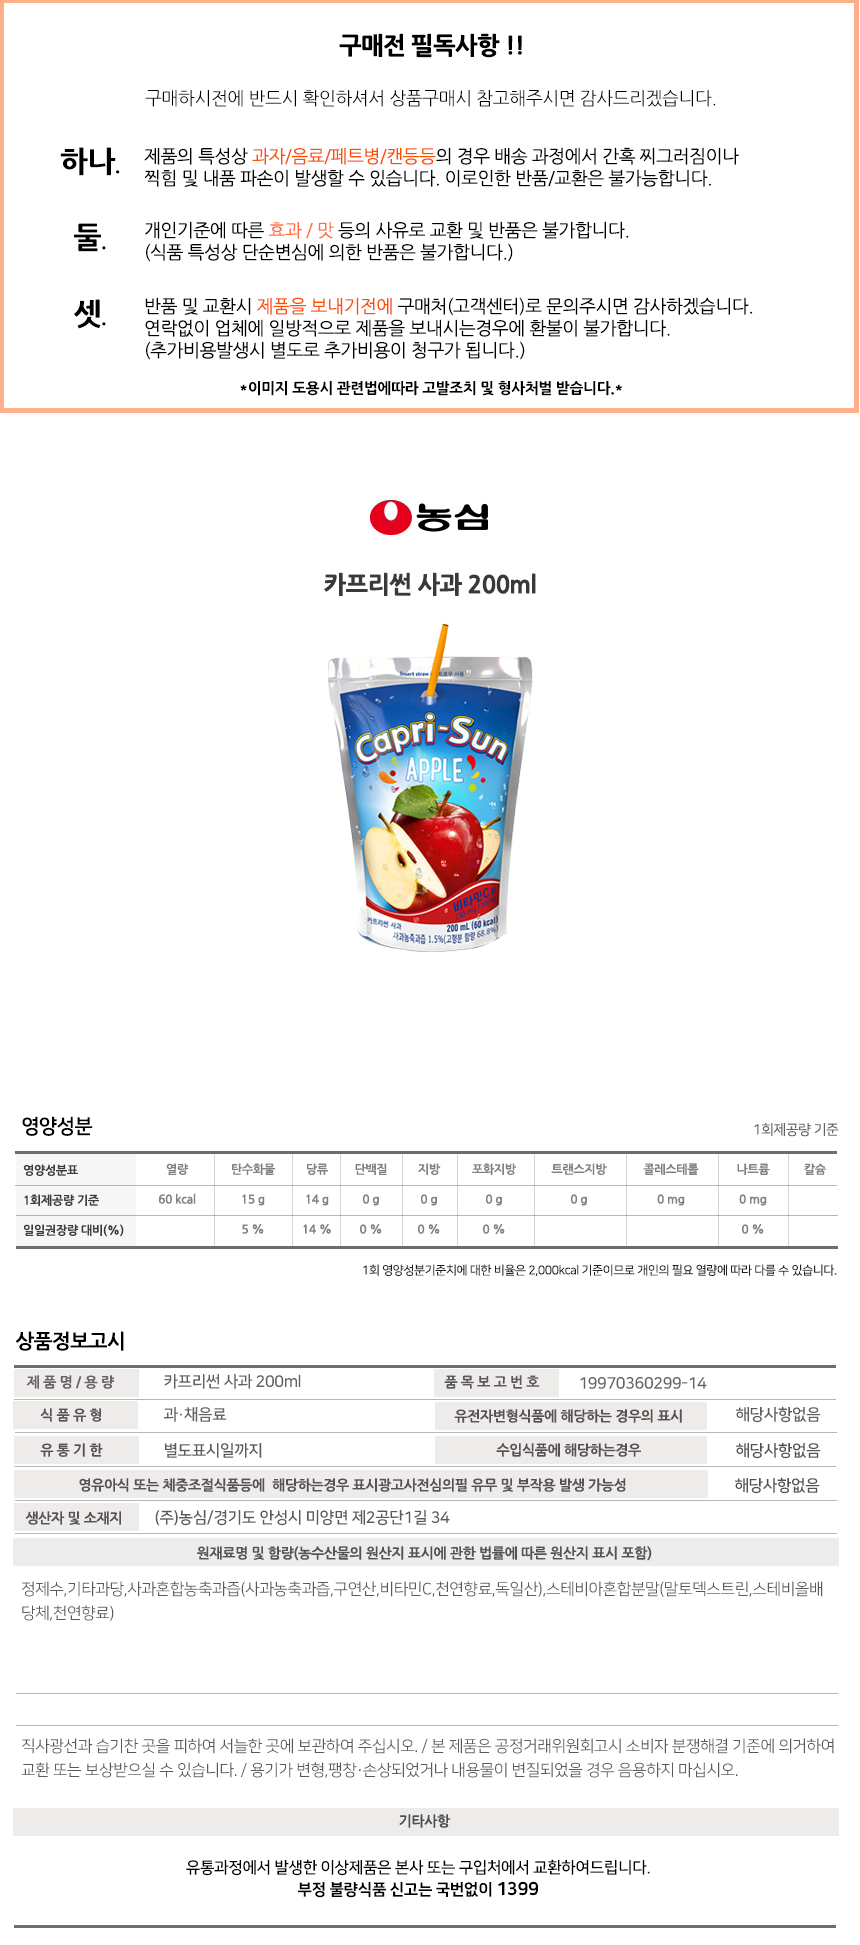 구매전 필독사항 !!
구매하시전에 반드시 확인하셔서 상품구매시 참고해주시면 감사드리겠습니다.
하나. 제품의 특성상 과자/음료/페트병/캔등등의 경우 배송 과정에서 간혹 찌그러짐이나
찍힘 및 내품 파손이 발생할 수 있습니다. 이로인한 반품/교환은 불가능합니다.
둘. 개인기준에 따른 효과 / 맛 등의 사유로 교환 및 반품은 불가합니다.
(식품 특성상 단순변심에 의한 반품은 불가합니다.)
셋. 반품 및 교환시 제품을 보내기전에 구매처(고객센터)로 문의주시면 감사하겠습니다.
연락없이 업체에 일방적으로 제품을 보내시는경우에 환불이 불가합니다.
(추가비용발생시 별도로 추가비용이 청구가 됩니다.)
*이미지 도용시 관련법에따라 고발조치 및 형사처벌 받습니다.*
농심
카프리썬 사과 200ml
Insert straw
Capri-Sun
APPLE
비타민C
카프리썬 사과
200 mL (60 kcal)
사과농축과즙 1.5%(고형분 함량 68.8%)
영양성분
1회제공량 기준
영양성분표 열량 탄수화물 당류 단백질 지방 포화지방 트랜스지방 콜레스테롤 나트륨 칼슘
1회제공량 기준 60 kcal 15 g 14 g 0 g 0 g 0 g 0 g 0 mg 0 mg
일일권장량 대비(%) 5 % 14 % 0 % 0 % 0 % 0 %
1회 영양성분기준치에 대한 비율은 2,000kcal 기준이므로 개인의 필요 열량에 따라 다를 수 있습니다.
상품정보고시
제 품 명 / 용 량 카프리썬 사과 200ml 품 목 보 고 번 호 19970360299-14
식 품 유 형 과·채음료 유전자변형식품에 해당하는 경우의 표시 해당사항없음
유 통 기 한 별도표시일까지 수입식품에 해당하는경우 해당사항없음
영유아식 또는 체중조절식품등에 해당하는경우 표시광고사전심의필 유무 및 부작용 발생 가능성 해당사항없음
생산자 및 소재지 (주)농심/경기도 안성시 미양면 제2공단1길 34
원재료명 및 함량(농수산물의 원산지 표시에 관한 법률에 따른 원산지 표시 포함)
정제수,기타과당,사과혼합농축과즙(사과농축과즙,구연산,비타민C,천연향료,독일산),스테비아혼합분말(말토덱스트린,스테비올배
당체,천연향료)
직사광선과 습기찬 곳을 피하여 서늘한 곳에 보관하여 주십시오. / 본 제품은 공정거래위원회고시 소비자 분쟁해결 기준에 의거하여
교환 또는 보상받으실 수 있습니다. / 용기가 변형,팽창·손상되었거나 내용물이 변질되었을 경우 음용하지 마십시오.
기타사항
유통과정에서 발생한 이상제품은 본사 또는 구입처에서 교환하여드립니다.
부정 불량식품 신고는 국번없이 1399